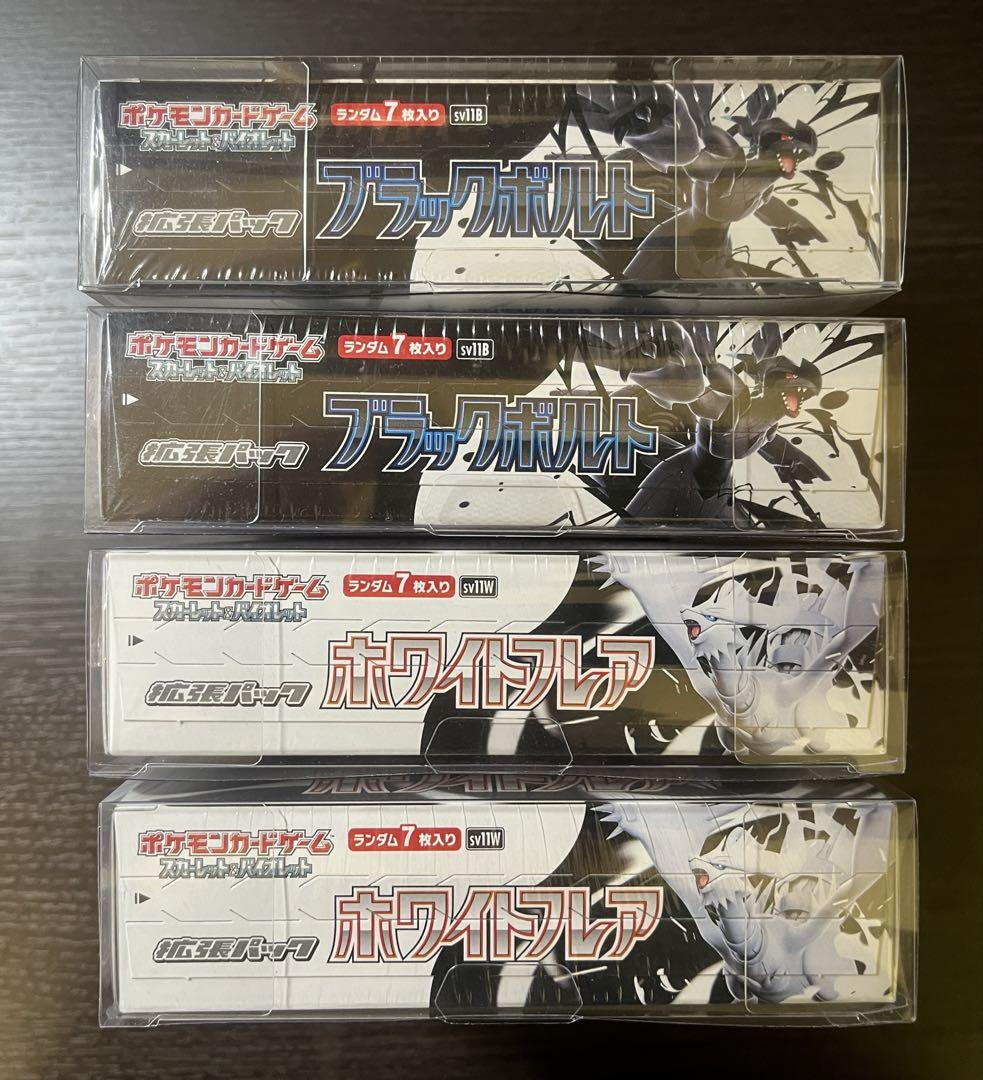 ポケモンカードゲーム
スカーレット&バイオレット
ランダム7枚入り sv11B
拡張パック
ブラックボルト
ポケモンカードゲーム
スカーレット&バイオレット
ランダム7枚入り sv11B
拡張パック
ブラックボルト
ポケモンカードゲーム
スカーレット&バイオレット
ランダム7枚入り sv11W
拡張パック
ホワイトフレア
ホワイトフレア
ポケモンカードゲーム
スカーレット&バイオレット
ランダム7枚入り sv11W
拡張パック
ホワイトフレア